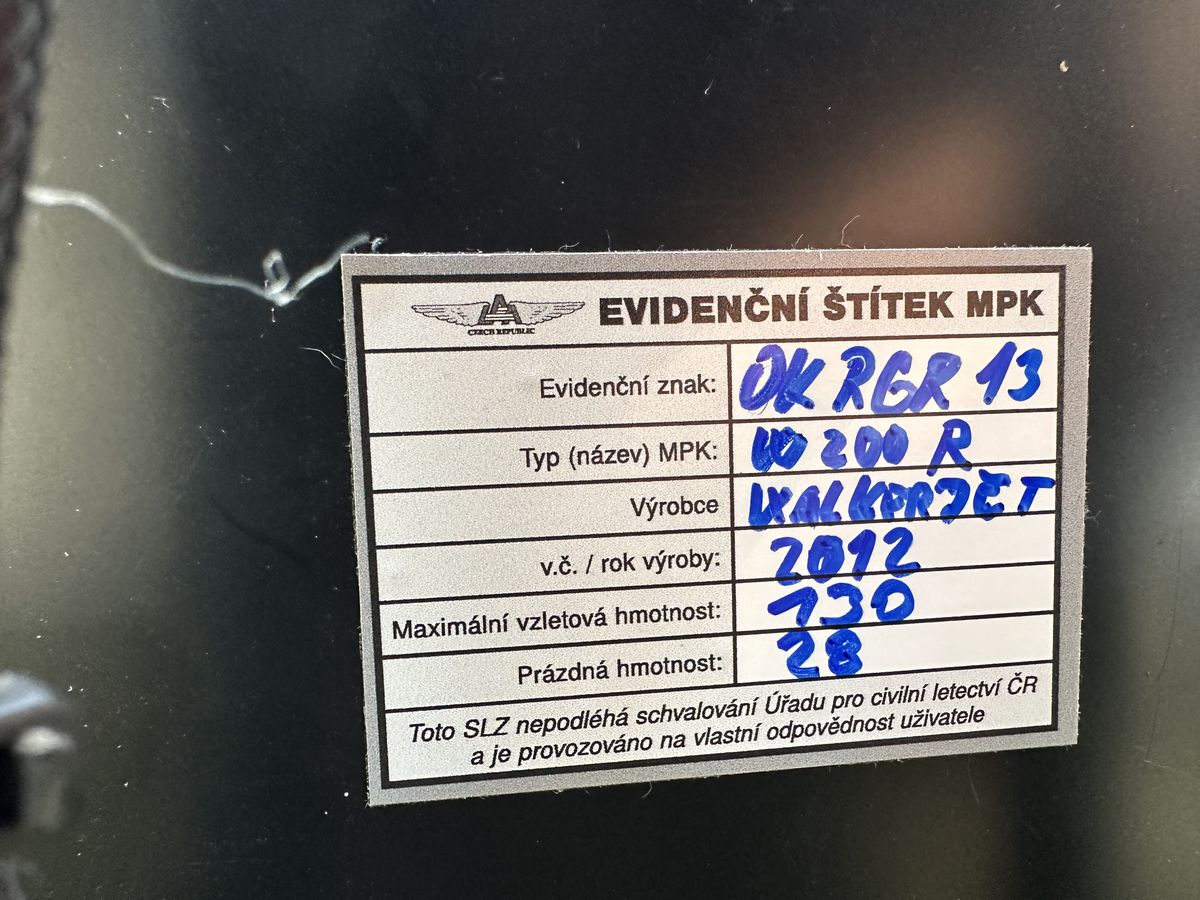 LAA
CZECH REPUBLIC
EVIDENČNÍ ŠTÍTEK MPK
Evidenční znak: OK RGR 13
Typ (název) MPK: W 200 R
Výrobce WALKERJET
v.č. / rok výroby: 2012
Maximální vzletová hmotnost: 130
Prázdná hmotnost: 28
Toto SLZ nepodléhá schvalování Úřadu pro civilní letectví ČR
a je provozováno na vlastní odpovědnost uživatele